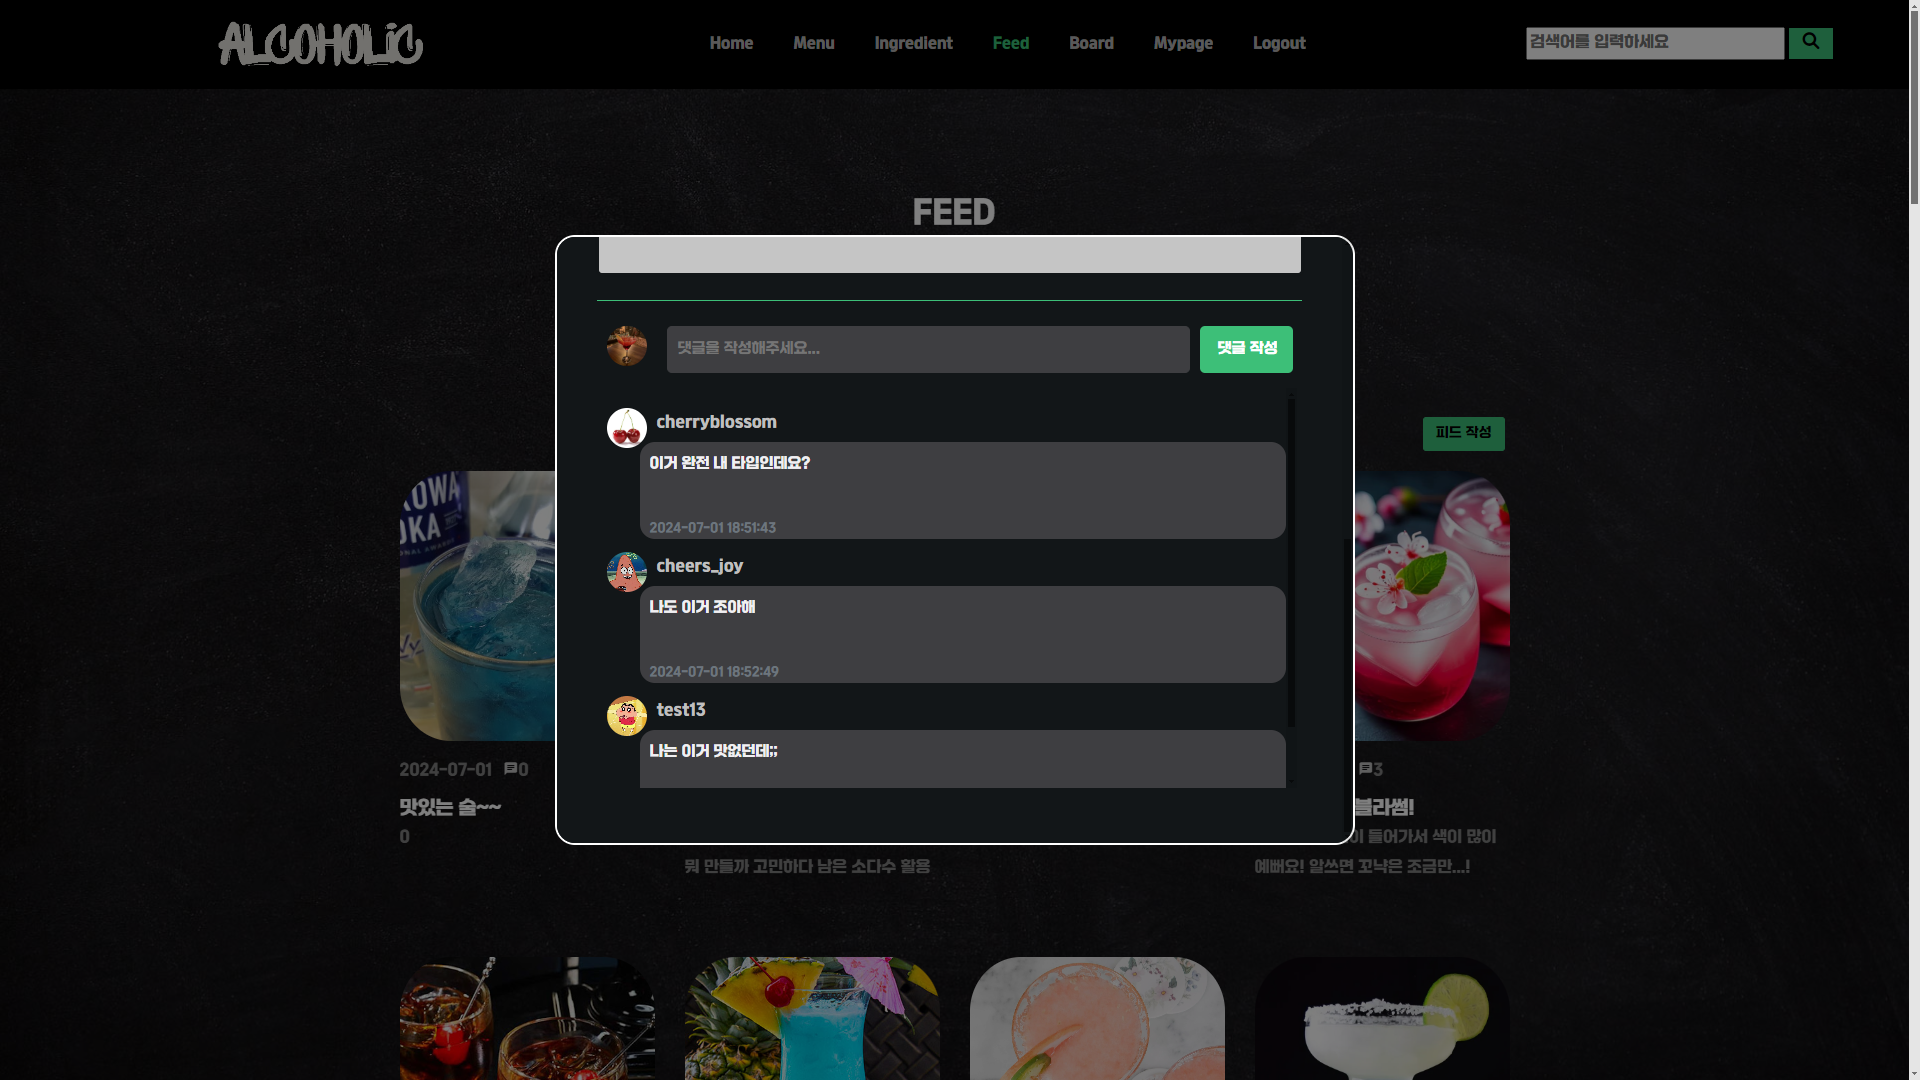 ALCOHOLiC
Home Menu Ingredient Feed Board Mypage Logout
검색어를 입력하세요
FEED
댓글을 작성해주세요...
댓글 작성
cherryblossom
이거 완전 내 타입인데요?
2024-07-01 18:51:43
cheers_joy
나도 이거 조아해
2024-07-01 18:52:49
test13
나는 이거 맛없던데;;
피드 작성
OWA
OKA
2024-07-01 0
맛있는 술~~
0
뭐 만들까 고민하다 남은 소다수 활용
3
블라썸!
이 들어가서 색이 많이
예뻐요! 알쓰면 꼬냑은 조금만...!